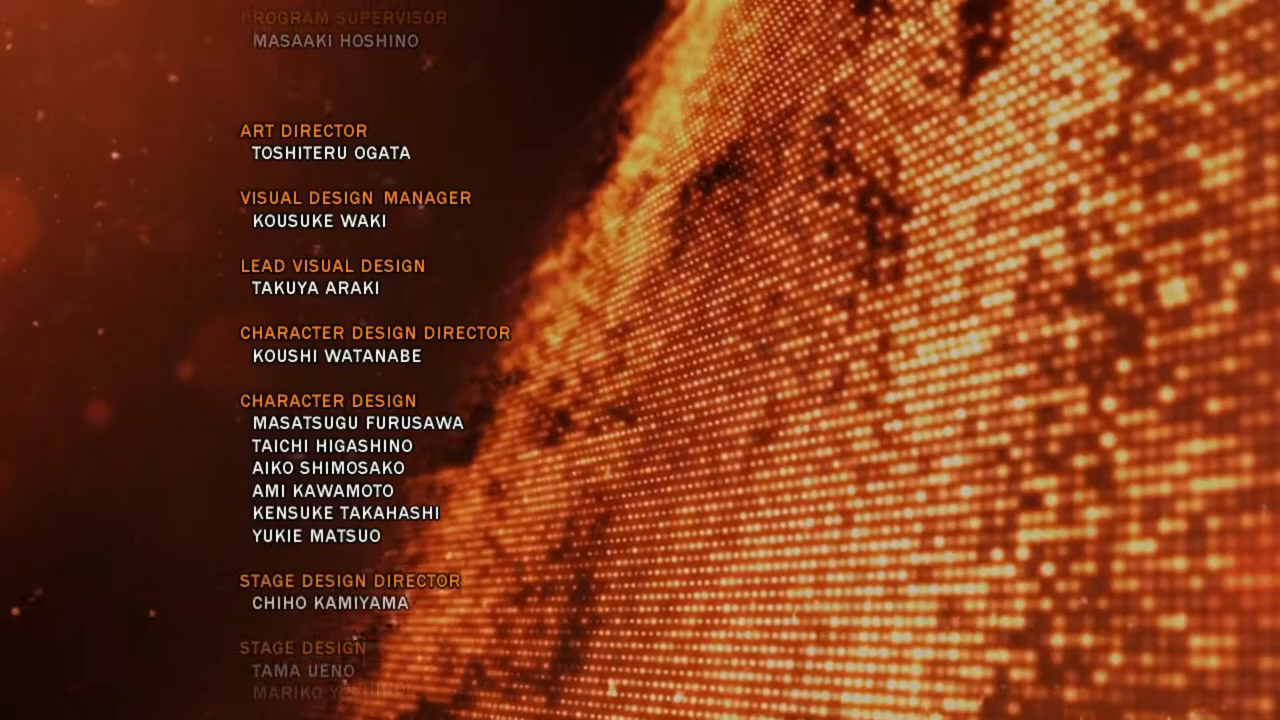 PROGRAM SUPERVISOR
MASAAKI HOSHINO
ART DIRECTOR
TOSHITERU OGATA
VISUAL DESIGN MANAGER
KOUSUKE WAKI
LEAD VISUAL DESIGN
TAKUYA ARAKI
CHARACTER DESIGN DIRECTOR
KOUSHI WATANABE
CHARACTER DESIGN
MASATSUGU FURUSAWA
TAICHI HIGASHINO
AIKO SHIMOSAKO
AMI KAWAMOTO
KENSUKE TAKAHASHI
YUKIE MATSUO
STAGE DESIGN DIRECTOR
CHIHO KAMIYAMA
STAGE DESIGN
TAMA UENO
MARIKO